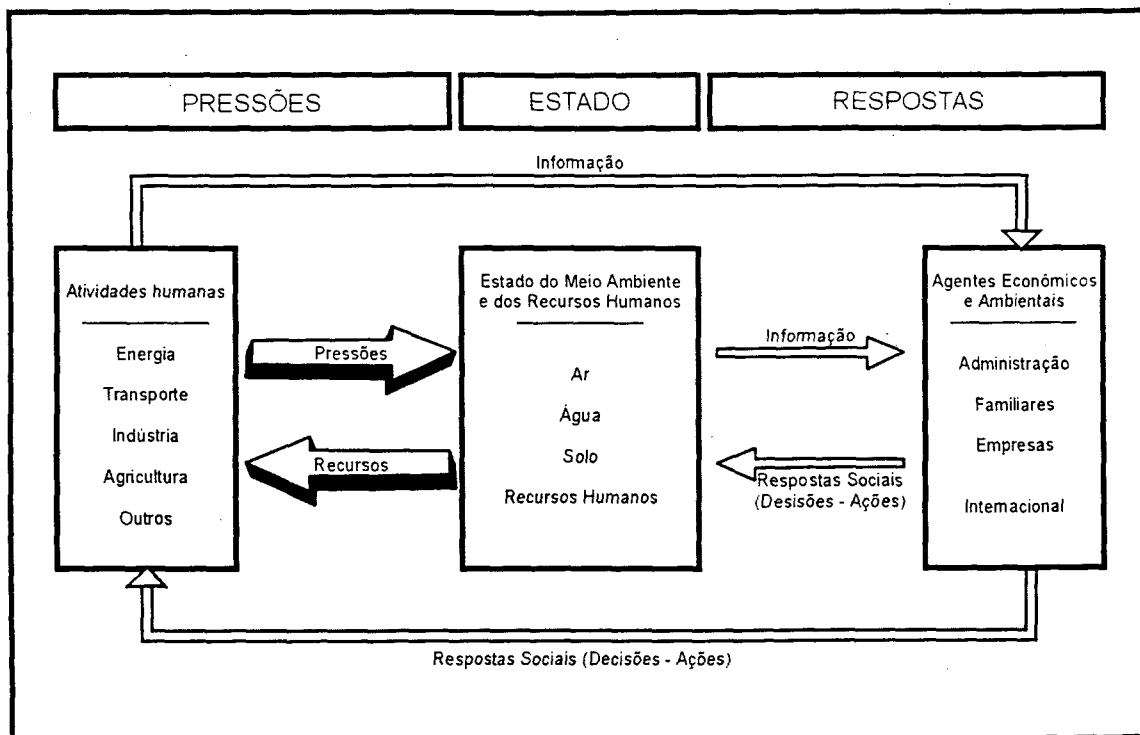 PRESSÕES
ESTADO
RESPOSTAS
Informação
Atividades humanas
Energia
Transporte
Indústria
Agricultura
Outros
Pressões
Recursos
Estado do Meio Ambiente
e dos Recursos Humanos
Ar
Água
Solo
Recursos Humanos
Informação
Respostas Sociais
(Desisões - Ações)
Agentes Econômicos
e Ambientais
Administração
Familiares
Empresas
Internacional
Respostas Sociais (Decisões - Ações)